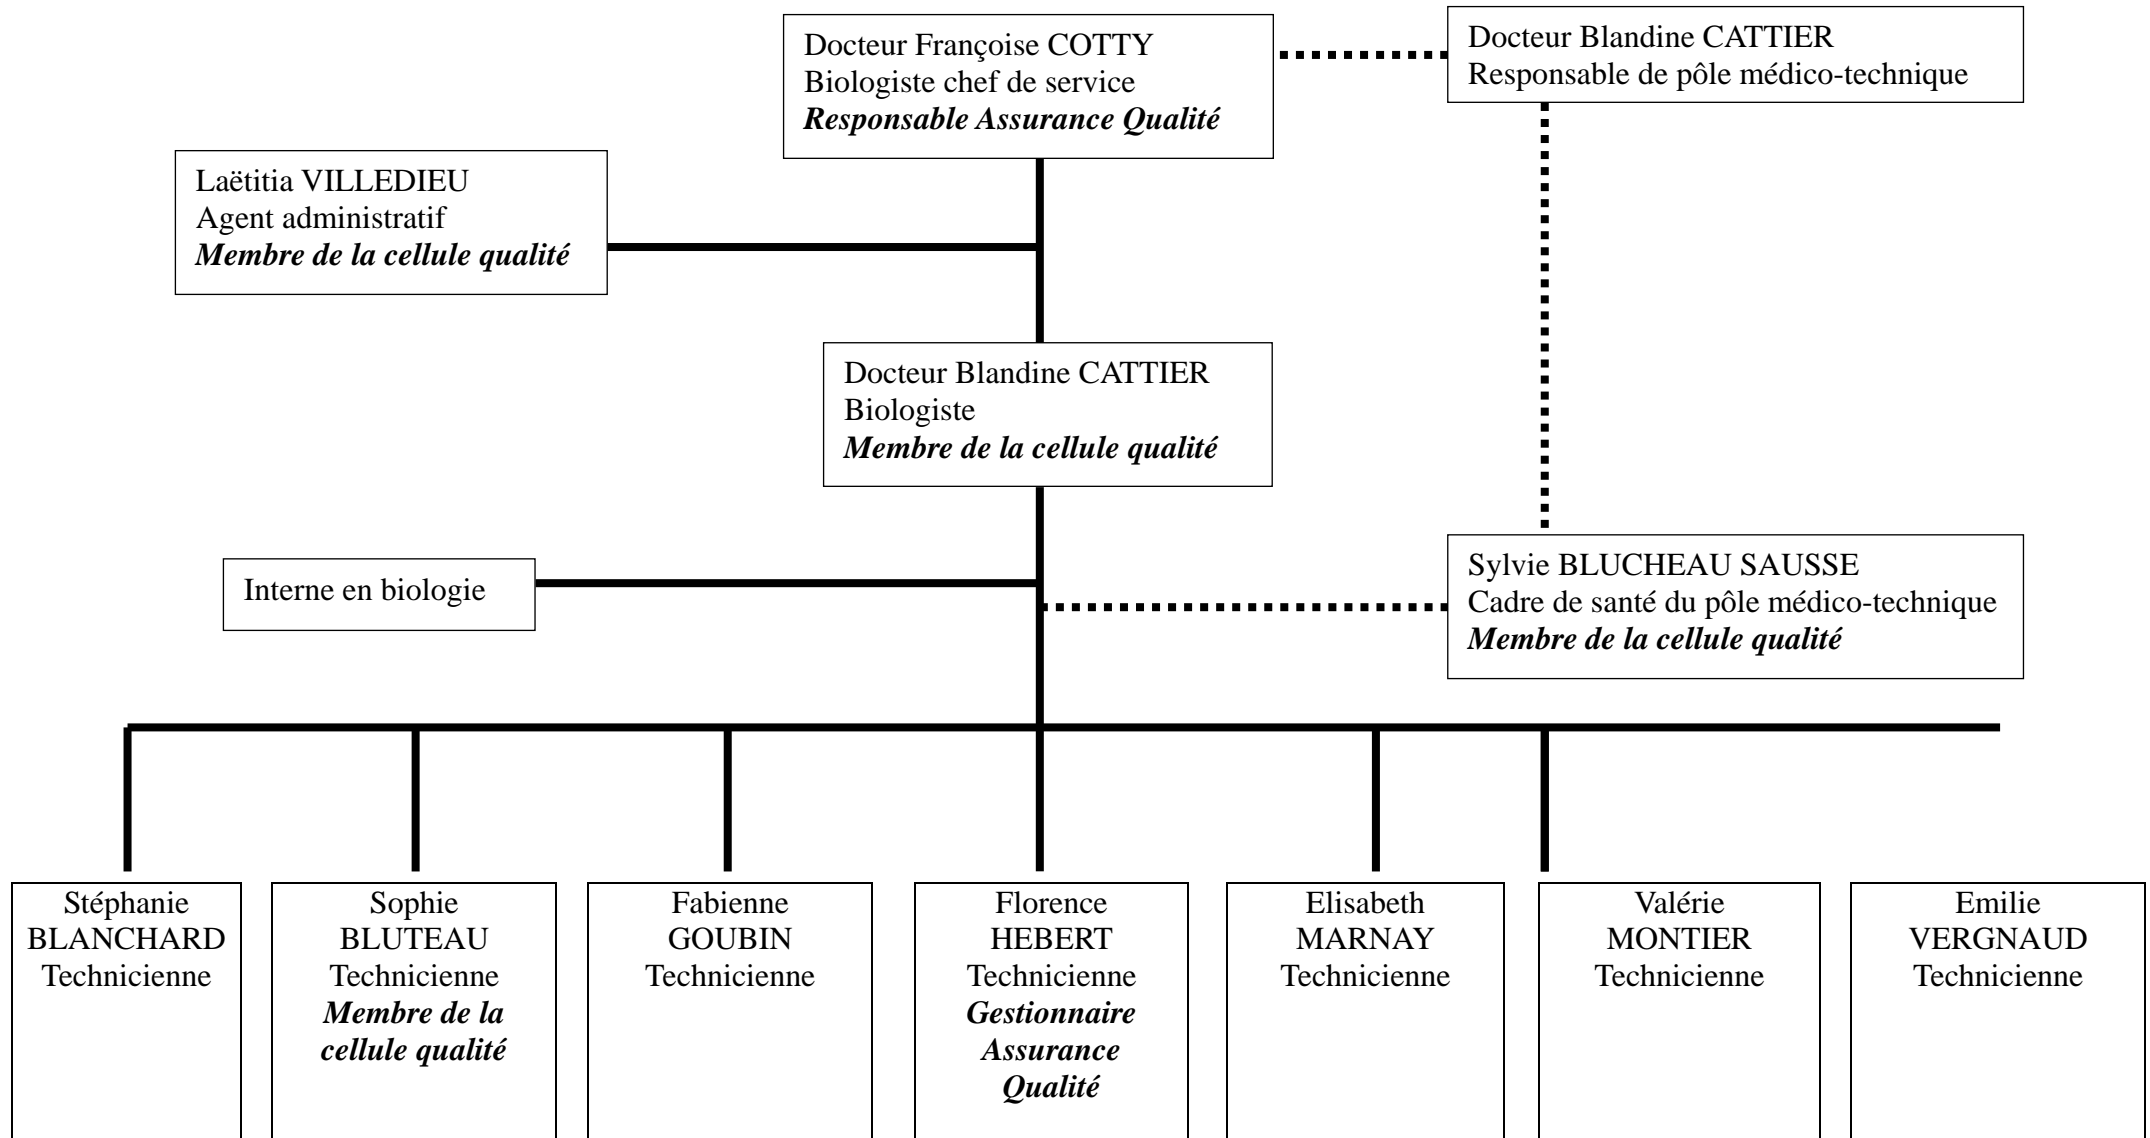 Docteur Françoise COTTY
Biologiste chef de service
Responsable Assurance Qualité
Docteur Blandine CATTIER
Responsable de pôle médico-technique
Laëtitia VILLEDIEU
Agent administratif
Membre de la cellule qualité
Docteur Blandine CATTIER
Biologiste
Membre de la cellule qualité
Interne en biologie
Sylvie BLUCHEAU SAUSSE
Cadre de santé du pôle médico-technique
Membre de la cellule qualité
Stéphanie
BLANCHARD
Technicienne
Sophie
BLUTEAU
Technicienne
Membre de la
cellule qualité
Fabienne
GOUBIN
Technicienne
Florence
HEBERT
Technicienne
Gestionnaire
Assurance
Qualité
Elisabeth
MARNAY
Technicienne
Valérie
MONTIER
Technicienne
Emilie
VERGNAUD
Technicienne